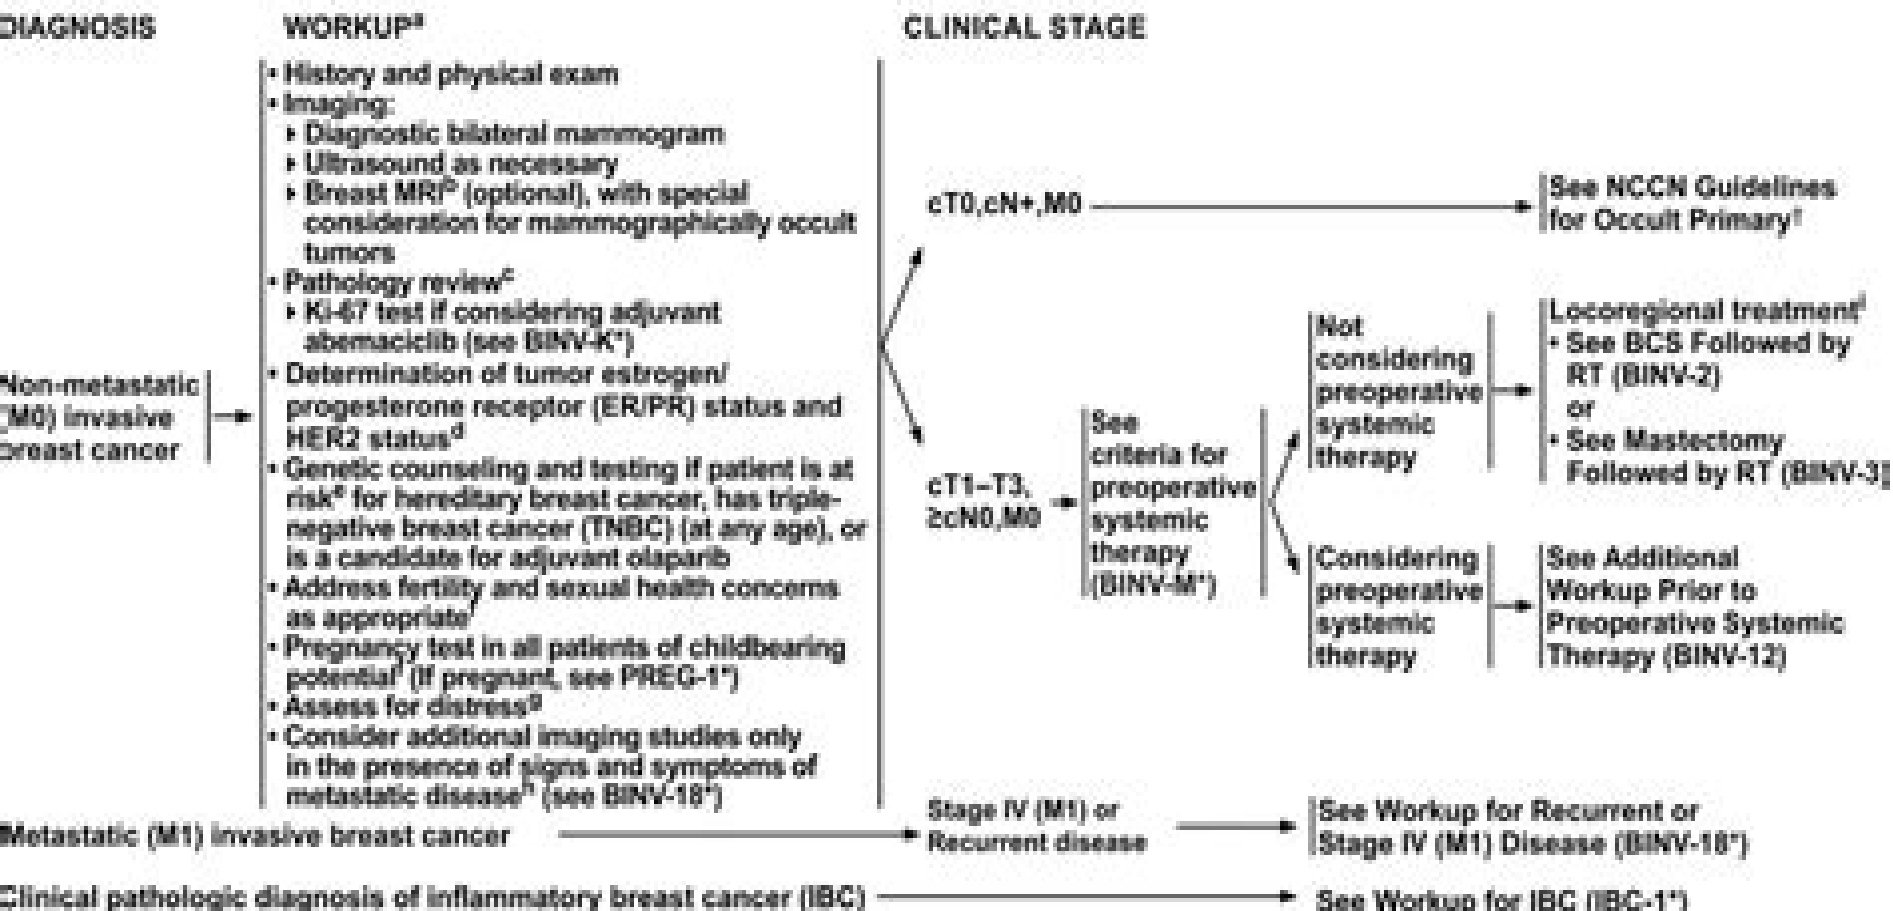 DIAGNOSIS
WORKUPa
CLINICAL STAGE
Non-metastatic
(M0) invasive
breast cancer
• History and physical exam
• Imaging:
▸ Diagnostic bilateral mammogram
▸ Ultrasound as necessary
▸ Breast MRIb (optional), with special
consideration for mammographically occult
tumors
• Pathology reviewc
▸ Ki-67 test if considering adjuvant
abemaciclib (see BINV-K*)
• Determination of tumor estrogen/
progesterone receptor (ER/PR) status and
HER2 statusd
• Genetic counseling and testing if patient is at
riske for hereditary breast cancer, has triple-
negative breast cancer (TNBC) (at any age), or
is a candidate for adjuvant olaparib
• Address fertility and sexual health concerns
as appropriatef
• Pregnancy test in all patients of childbearing
potentialf (If pregnant, see PREG-1*)
• Assess for distressg
• Consider additional imaging studies only
in the presence of signs and symptoms of
metastatic diseaseh (see BINV-18*)
cT0,cN+,M0
See NCCN Guidelines
for Occult Primary†
cT1–T3,
≥cN0,M0
See
criteria for
preoperative
systemic
therapy
(BINV-M*)
Not
considering
preoperative
systemic
therapy
Locoregional treatmenti
• See BCS Followed by
RT (BINV-2)
or
• See Mastectomy
Followed by RT (BINV-3)
Considering
preoperative
systemic
therapy
See Additional
Workup Prior to
Preoperative Systemic
Therapy (BINV-12)
Metastatic (M1) invasive breast cancer
Stage IV (M1) or
Recurrent disease
See Workup for Recurrent or
Stage IV (M1) Disease (BINV-18*)
Clinical pathologic diagnosis of inflammatory breast cancer (IBC)
See Workup for IBC (IBC-1*)